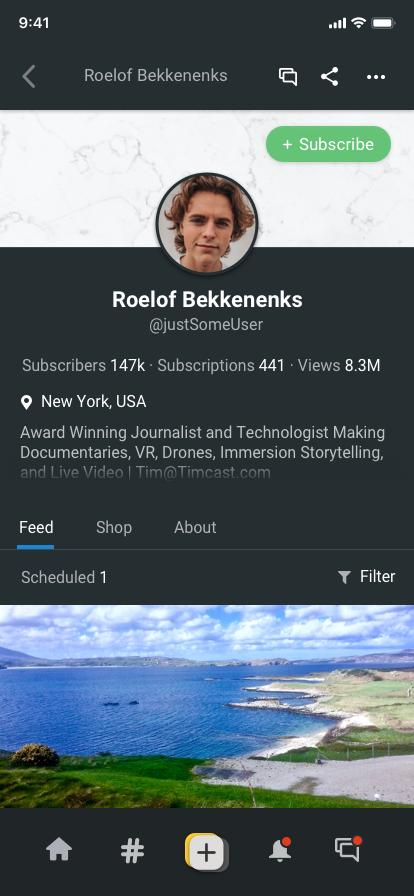 9:41
Roelof Bekkenenks
+ Subscribe
Roelof Bekkenenks
@justSomeUser
Subscribers 147k · Subscriptions 441 · Views 8.3M
New York, USA
Award Winning Journalist and Technologist Making
Documentaries, VR, Drones, Immersion Storytelling,
and Live Video | Tim@Timcast.com
Feed Shop About
Scheduled 1 Filter